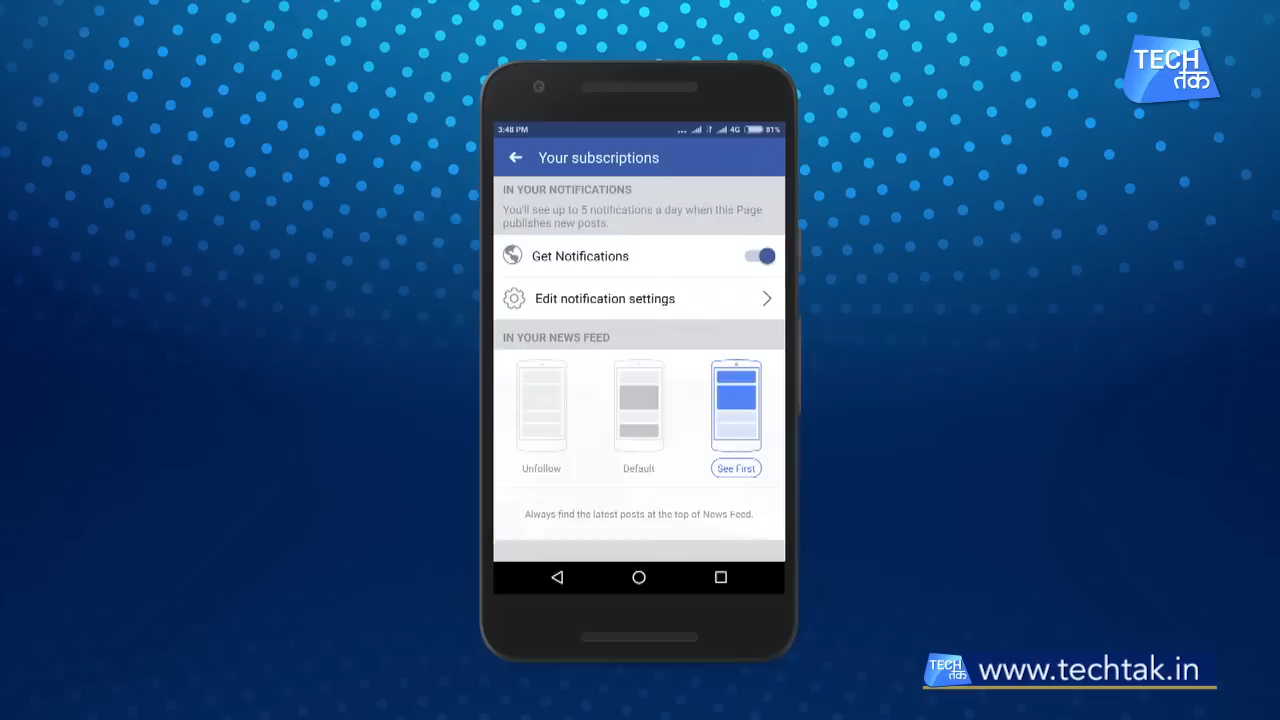 TECH
तक
3:48 PM
4G
81%
Your subscriptions
IN YOUR NOTIFICATIONS
You'll see up to 5 notifications a day when this Page
publishes new posts.
Get Notifications
Edit notification settings
IN YOUR NEWS FEED
Unfollow
Default
See First
Always find the latest posts at the top of News Feed.
TECH
तक
www.techtak.in